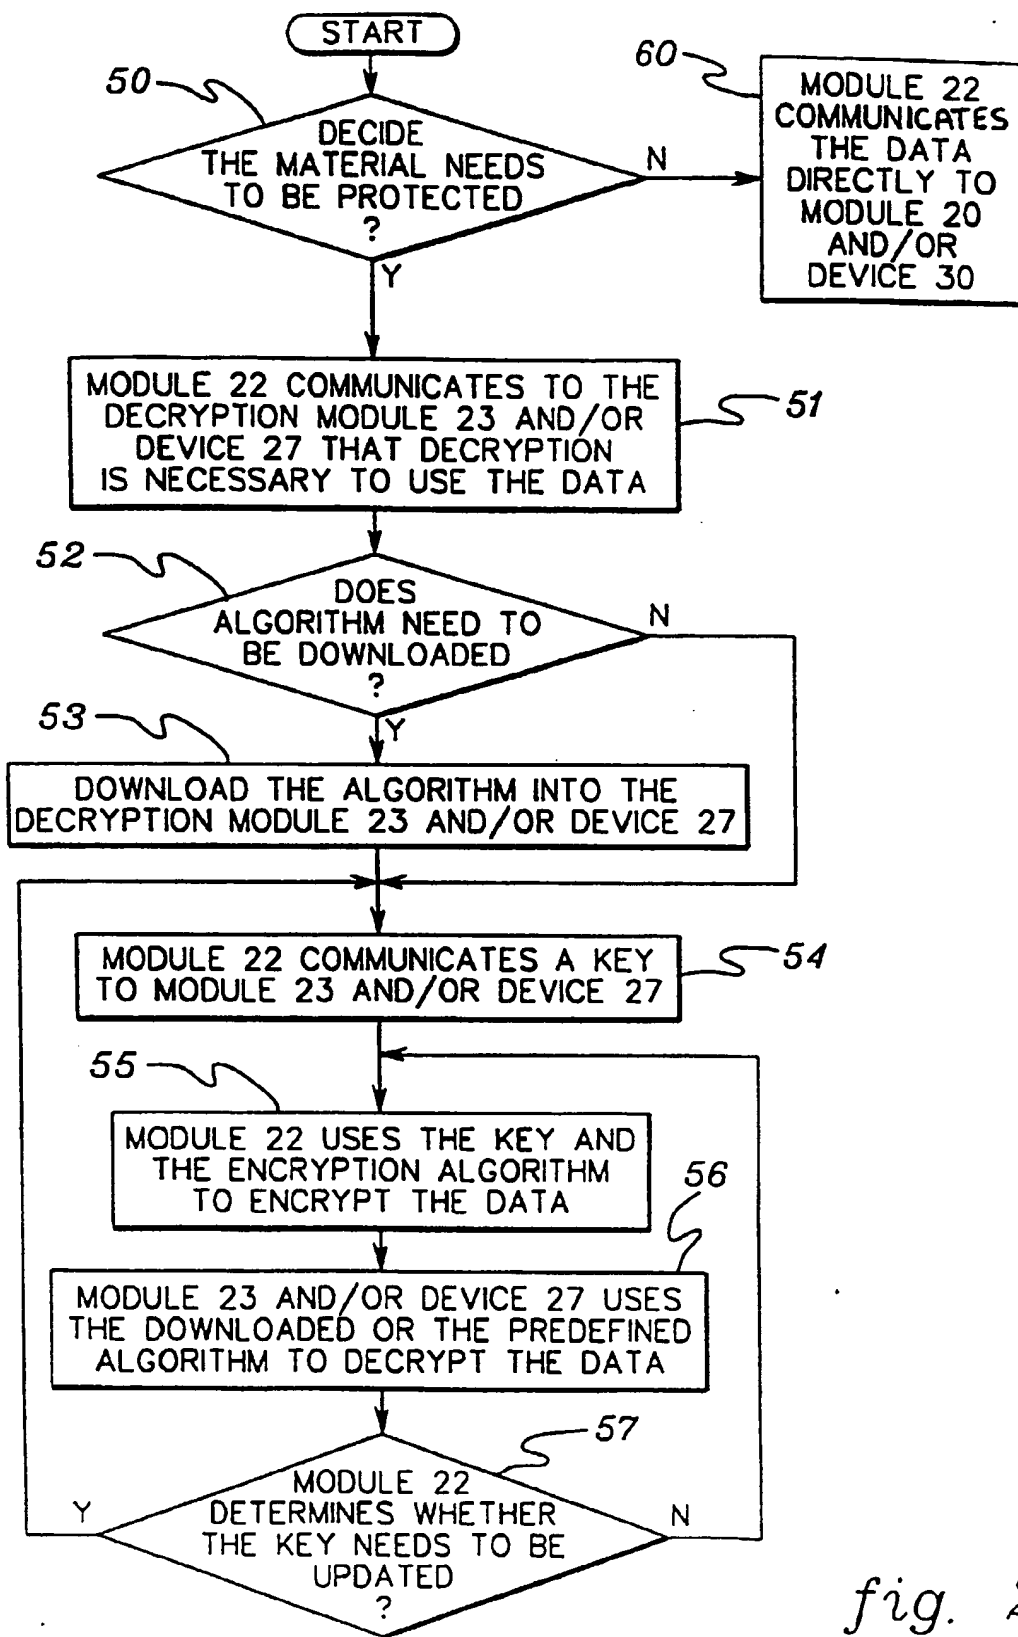 START
50
DECIDE
THE MATERIAL NEEDS
TO BE PROTECTED
?
N
Y
60
MODULE 22
COMMUNICATES
THE DATA
DIRECTLY TO
MODULE 20
AND/OR
DEVICE 30
MODULE 22 COMMUNICATES TO THE
DECRYPTION MODULE 23 AND/OR
DEVICE 27 THAT DECRYPTION
IS NECESSARY TO USE THE DATA
51
52
DOES
ALGORITHM NEED TO
BE DOWNLOADED
?
N
Y
53
DOWNLOAD THE ALGORITHM INTO THE
DECRYPTION MODULE 23 AND/OR DEVICE 27
MODULE 22 COMMUNICATES A KEY
TO MODULE 23 AND/OR DEVICE 27
54
55
MODULE 22 USES THE KEY AND
THE ENCRYPTION ALGORITHM
TO ENCRYPT THE DATA
56
MODULE 23 AND/OR DEVICE 27 USES
THE DOWNLOADED OR THE PREDEFINED
ALGORITHM TO DECRYPT THE DATA
57
MODULE 22
DETERMINES WHETHER
THE KEY NEEDS TO BE
UPDATED
?
Y
N
fig.